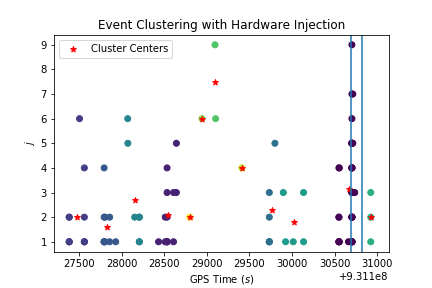 Event Clustering with Hardware Injection
Cluster Centers
9
8
7
6
5
4
3
2
1
j
27500 28000 28500 29000 29500 30000 30500 31000
GPS Time (s)
+9.311e8